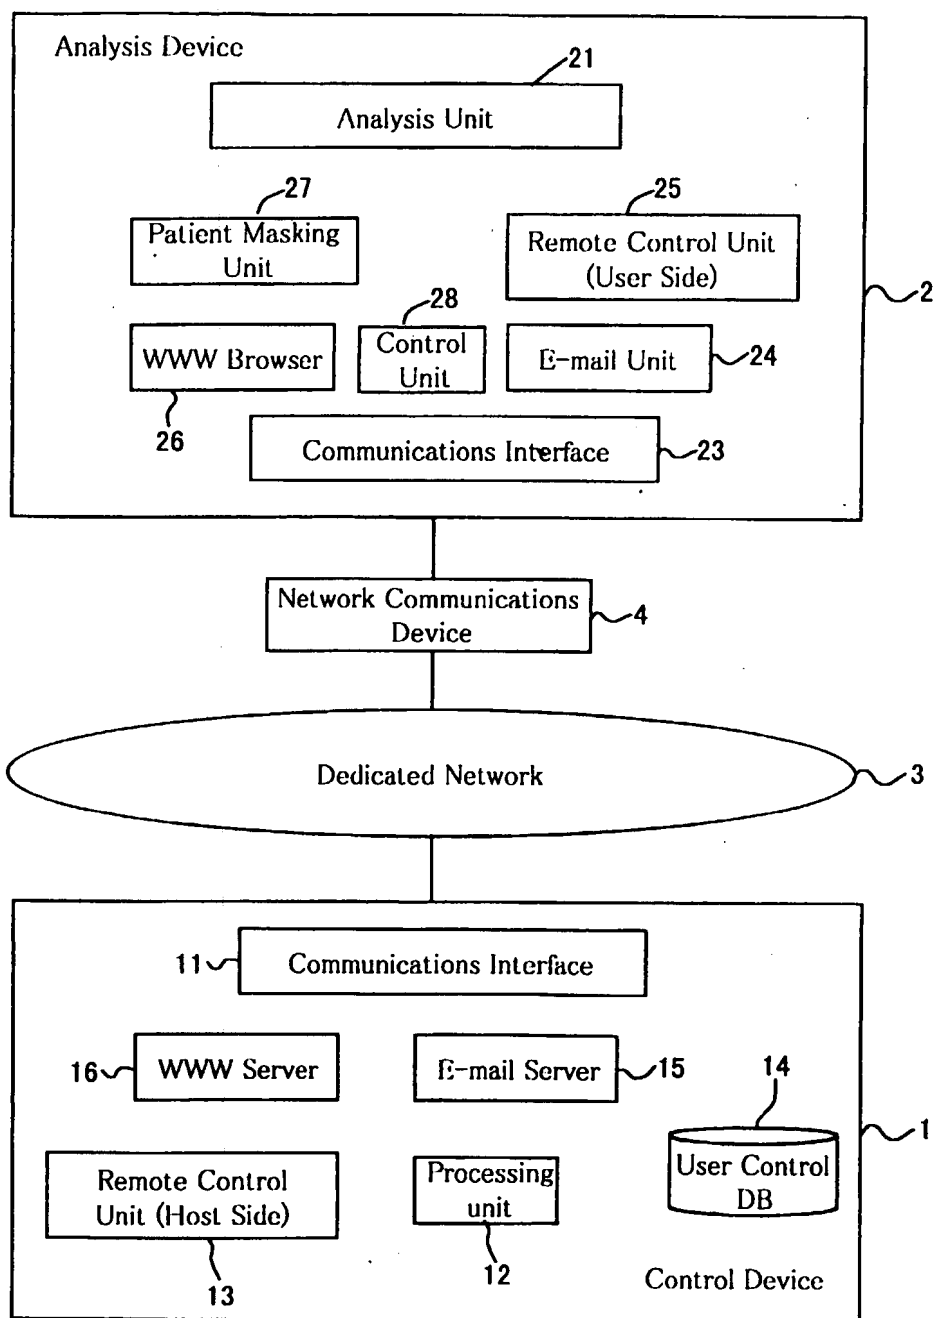 Analysis Device
21
Analysis Unit
27
25
Patient Masking
Unit
Remote Control Unit
(User Side)
2
28
WWW Browser
Control
Unit
E-mail Unit
24
26
Communications Interface
23
Network Communications
Device
4
Dedicated Network
3
11
Communications Interface
16
WWW Server
E-mail Server
15
14
1
Remote Control
Unit (Host Side)
Processing
unit
User Control
DB
13
12
Control Device